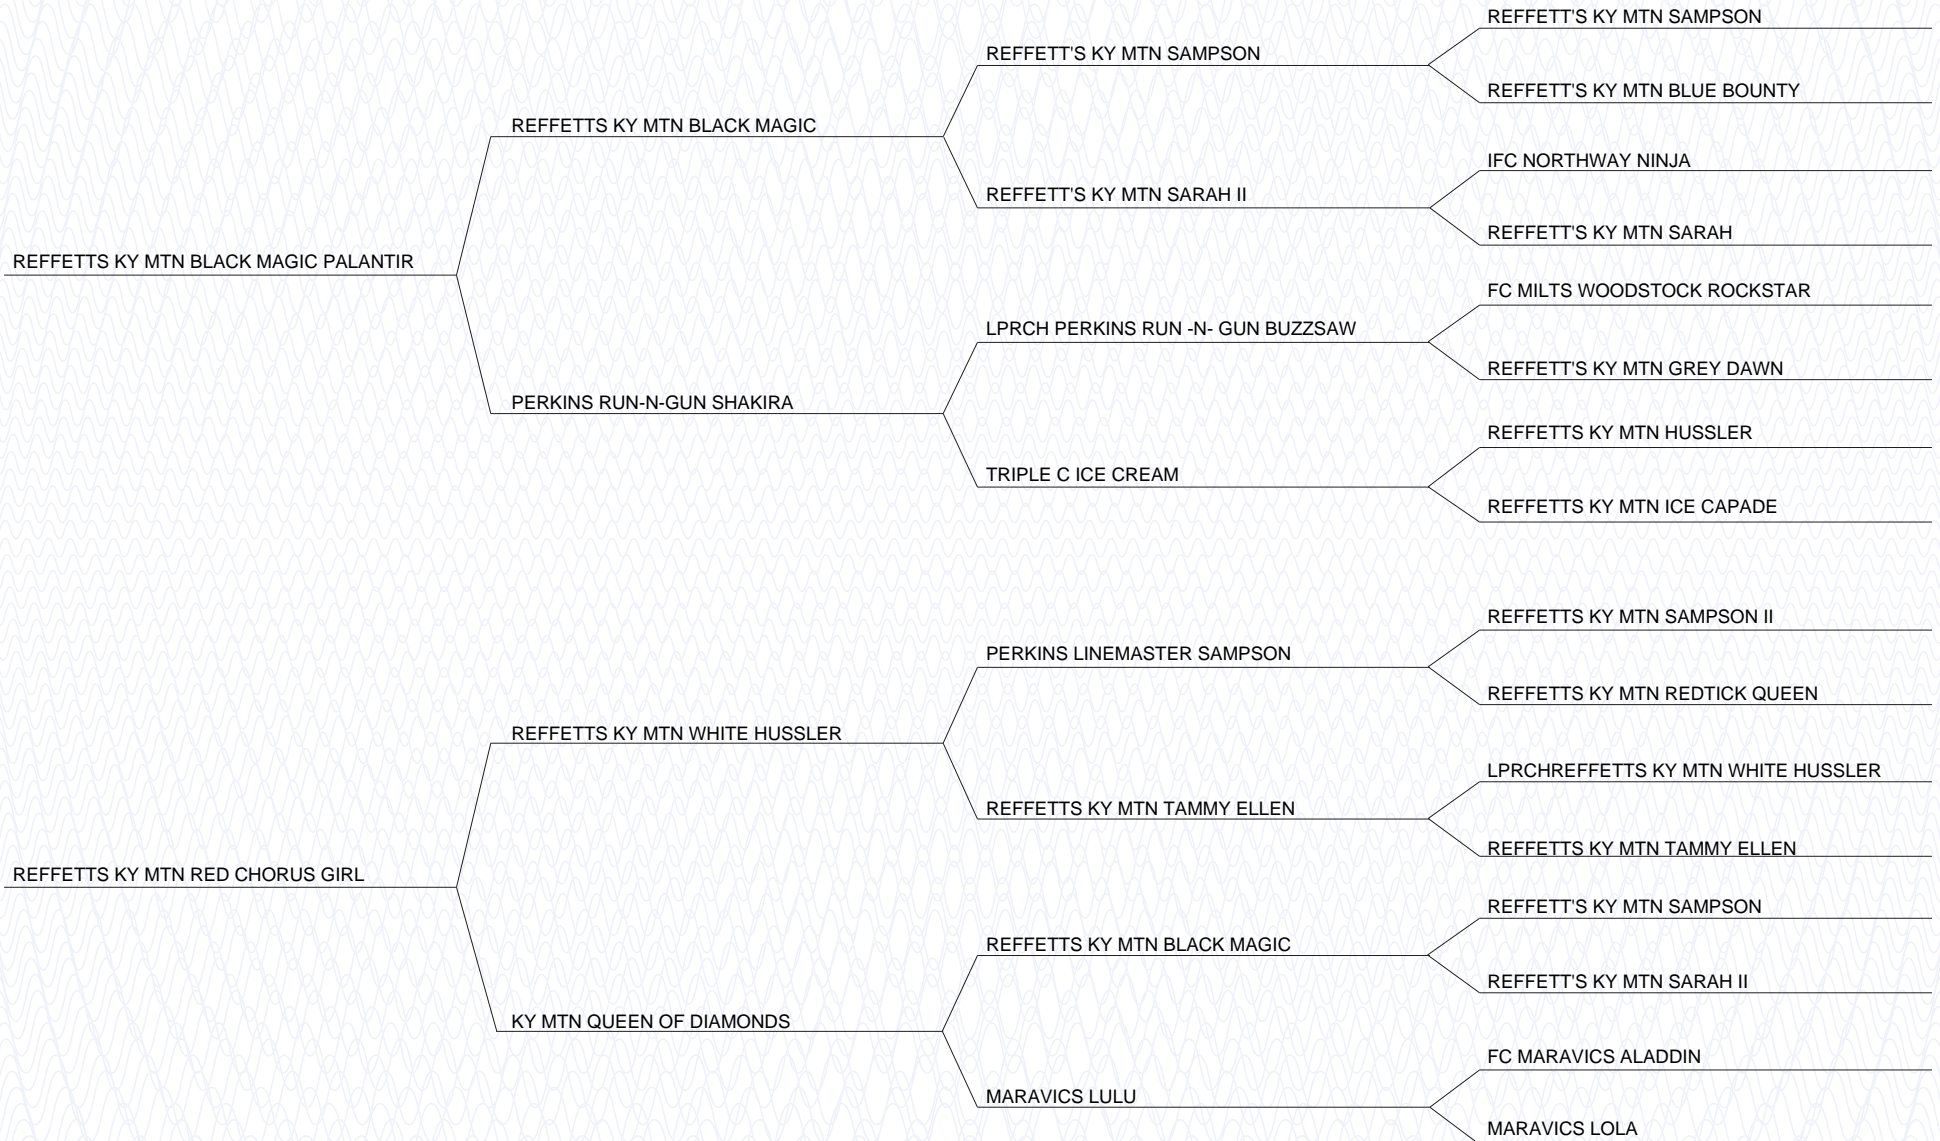 REFFETT'S KY MTN SAMPSON
REFFETT'S KY MTN SAMPSON
REFFETT'S KY MTN BLUE BOUNTY
REFFETTS KY MTN BLACK MAGIC
IFC NORTHWAY NINJA
REFFETT'S KY MTN SARAH II
REFFETT'S KY MTN SARAH
REFFETTS KY MTN BLACK MAGIC PALANTIR
FC MILTS WOODSTOCK ROCKSTAR
LPRCH PERKINS RUN -N- GUN BUZZSAW
REFFETT'S KY MTN GREY DAWN
PERKINS RUN-N-GUN SHAKIRA
REFFETTS KY MTN HUSSLER
TRIPLE C ICE CREAM
REFFETTS KY MTN ICE CAPADE
REFFETTS KY MTN SAMPSON II
PERKINS LINEMASTER SAMPSON
REFFETTS KY MTN REDTICK QUEEN
REFFETTS KY MTN WHITE HUSSLER
LPRCHREFFETTS KY MTN WHITE HUSSLER
REFFETTS KY MTN TAMMY ELLEN
REFFETTS KY MTN TAMMY ELLEN
REFFETTS KY MTN RED CHORUS GIRL
REFFETT'S KY MTN SAMPSON
REFFETTS KY MTN BLACK MAGIC
REFFETT'S KY MTN SARAH II
KY MTN QUEEN OF DIAMONDS
FC MARAVICS ALADDIN
MARAVICS LULU
MARAVICS LOLA